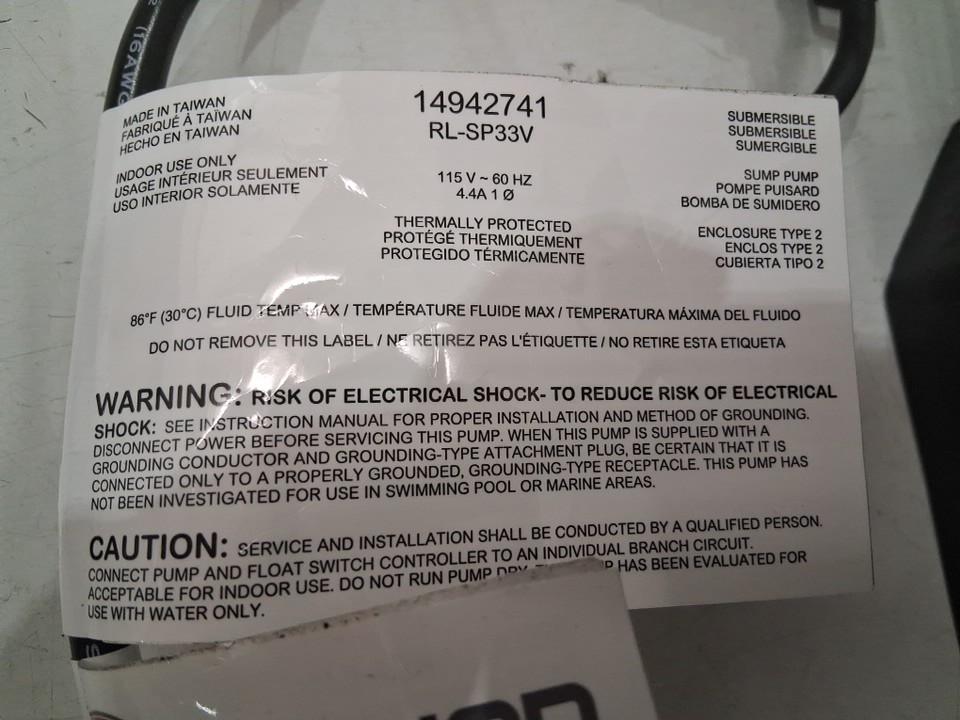 (16AWG
MADE IN TAIWAN
FABRIQUÉ À TAÏWAN
HECHO EN TAIWAN
INDOOR USE ONLY
USAGE INTÉRIEUR SEULEMENT
USO INTERIOR SOLAMENTE
14942741
RL-SP33V
115 V ~ 60 HZ
4.4A 1 Ø
THERMALLY PROTECTED
PROTÉGÉ THERMIQUEMENT
PROTEGIDO TÉRMICAMENTE
SUBMERSIBLE
SUBMERSIBLE
SUMERGIBLE
SUMP PUMP
POMPE PUISARD
BOMBA DE SUMIDERO
ENCLOSURE TYPE 2
ENCLOS TYPE 2
CUBIERTA TIPO 2
86°F (30°C) FLUID TEMP MAX / TEMPÉRATURE FLUIDE MAX / TEMPERATURA MÁXIMA DEL FLUIDO
DO NOT REMOVE THIS LABEL / NE RETIREZ PAS L'ÉTIQUETTE / NO RETIRE ESTA ETIQUETA
WARNING: RISK OF ELECTRICAL SHOCK- TO REDUCE RISK OF ELECTRICAL
SHOCK: SEE INSTRUCTION MANUAL FOR PROPER INSTALLATION AND METHOD OF GROUNDING.
DISCONNECT POWER BEFORE SERVICING THIS PUMP. WHEN THIS PUMP IS SUPPLIED WITH A
GROUNDING CONDUCTOR AND GROUNDING-TYPE ATTACHMENT PLUG, BE CERTAIN THAT IT IS
CONNECTED ONLY TO A PROPERLY GROUNDED, GROUNDING-TYPE RECEPTACLE. THIS PUMP HAS
NOT BEEN INVESTIGATED FOR USE IN SWIMMING POOL OR MARINE AREAS.
CAUTION: SERVICE AND INSTALLATION SHALL BE CONDUCTED BY A QUALIFIED PERSON.
CONNECT PUMP AND FLOAT SWITCH CONTROLLER TO AN INDIVIDUAL BRANCH CIRCUIT.
ACCEPTABLE FOR INDOOR USE. DO NOT RUN PUMP DRY. HAS BEEN EVALUATED FOR
USE WITH WATER ONLY.